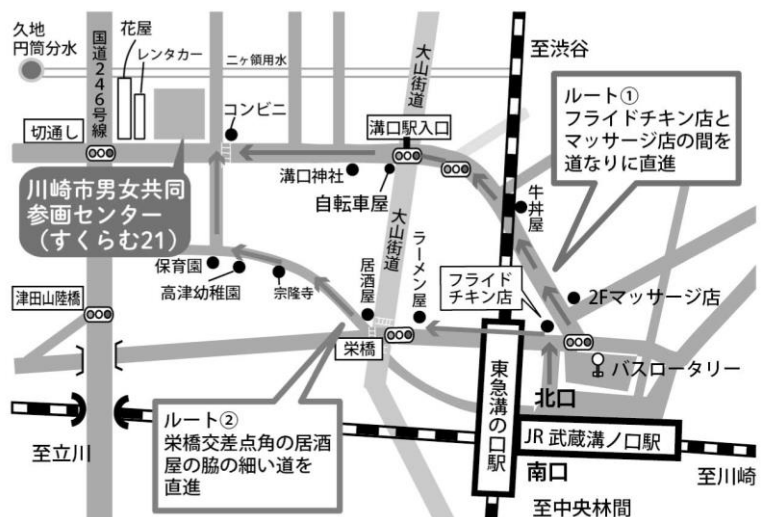 久地
円筒分水
国道246号線
花屋
レンタカー
二ヶ領用水
コンビニ
切通し
川崎市男女共同
参画センター
（すくらむ21）
大山街道
溝口駅入口
溝口神社
自転車屋
至渋谷
ルート①
フライドチキン店と
マッサージ店の間を
道なりに直進
牛丼屋
大山街道
ラーメン屋
居酒屋
保育園
高津幼稚園
宗隆寺
フライド
チキン店
2Fマッサージ店
津田山陸橋
栄橋
バスロータリー
ルート②
栄橋交差点角の居酒
屋の脇の細い道を
直進
東急溝の口駅
北口
JR 武蔵溝ノ口駅
南口
至立川
至川崎
至中央林間